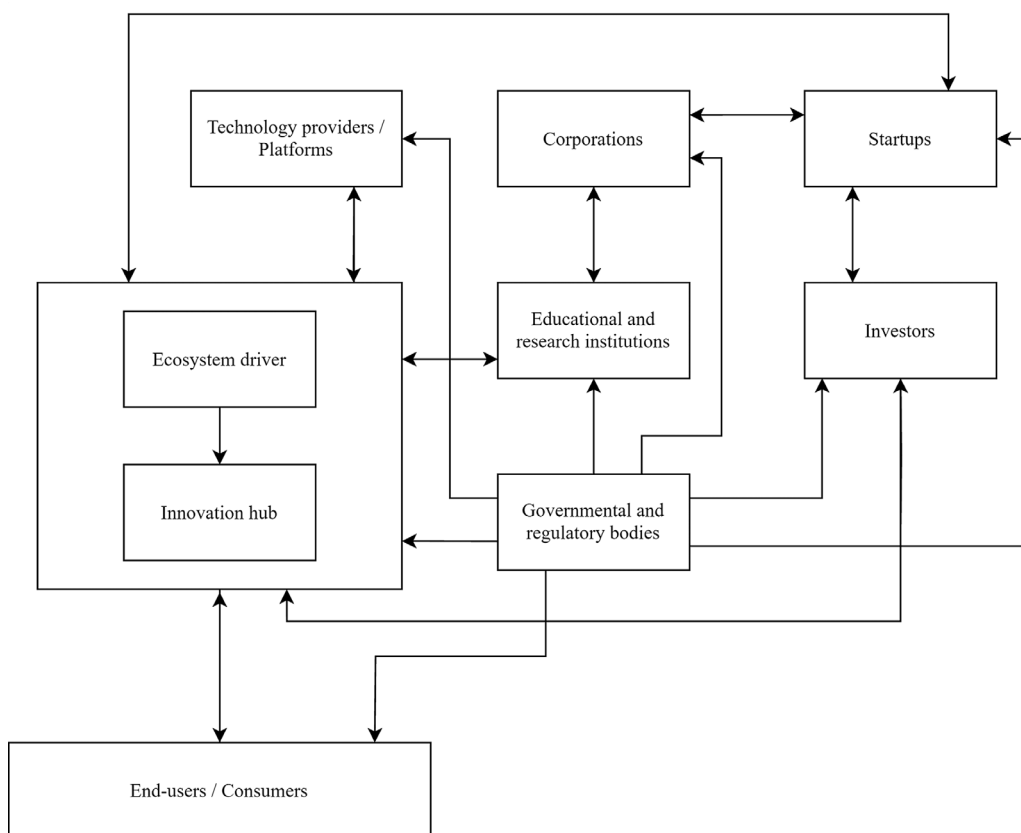 Technology providers /
Platforms
Corporations
Startups
Ecosystem driver
Educational and
research institutions
Investors
Innovation hub
Governmental and
regulatory bodies
End-users / Consumers